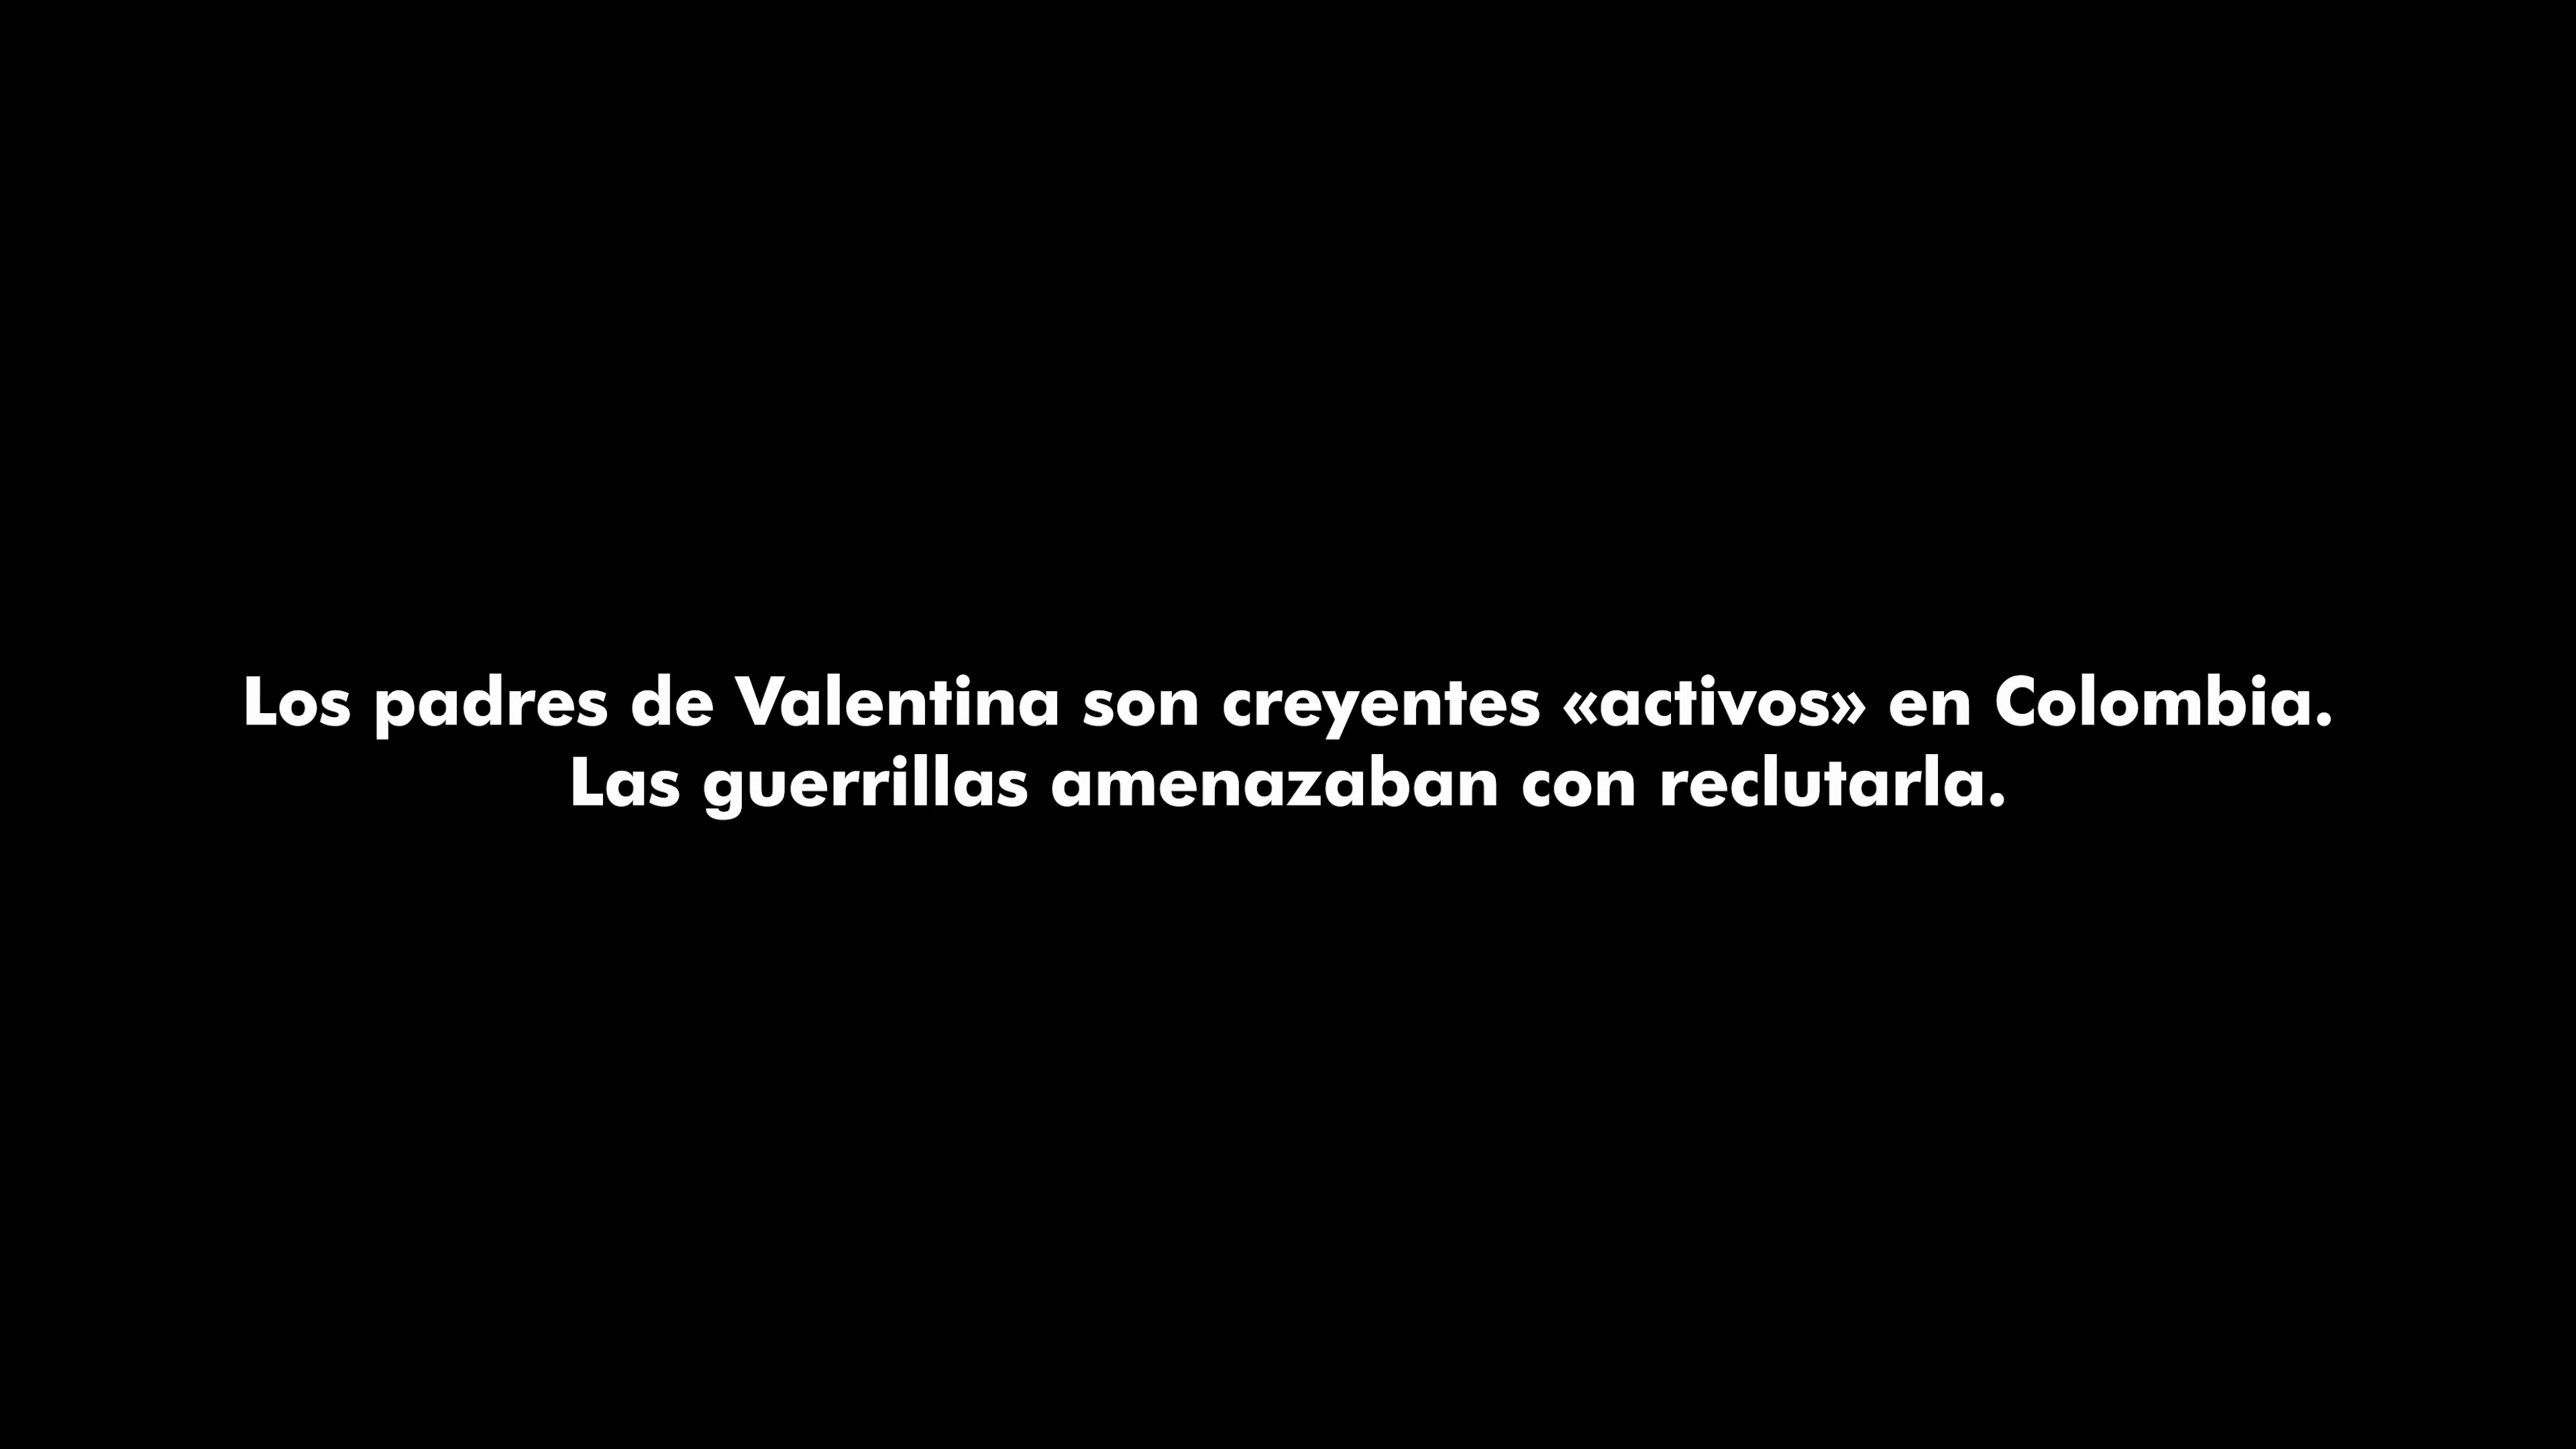 Los padres de Valentina son creyentes «activos» en Colombia.
Las guerrillas amenazaban con reclutarla.